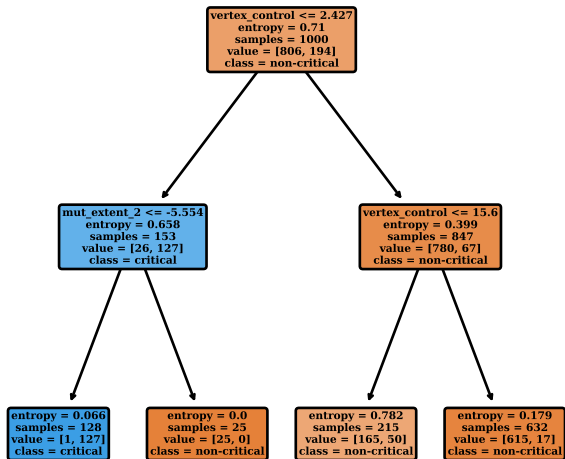 vertex_control <= 2.427
entropy = 0.71
samples = 1000
value = [806, 194]
class = non-critical
mut_extent_2 <= -5.554
entropy = 0.658
samples = 153
value = [26, 127]
class = critical
vertex_control <= 15.6
entropy = 0.399
samples = 847
value = [780, 67]
class = non-critical
entropy = 0.066
samples = 128
value = [1, 127]
class = critical
entropy = 0.0
samples = 25
value = [25, 0]
class = non-critical
entropy = 0.782
samples = 215
value = [165, 50]
class = non-critical
entropy = 0.179
samples = 632
value = [615, 17]
class = non-critical